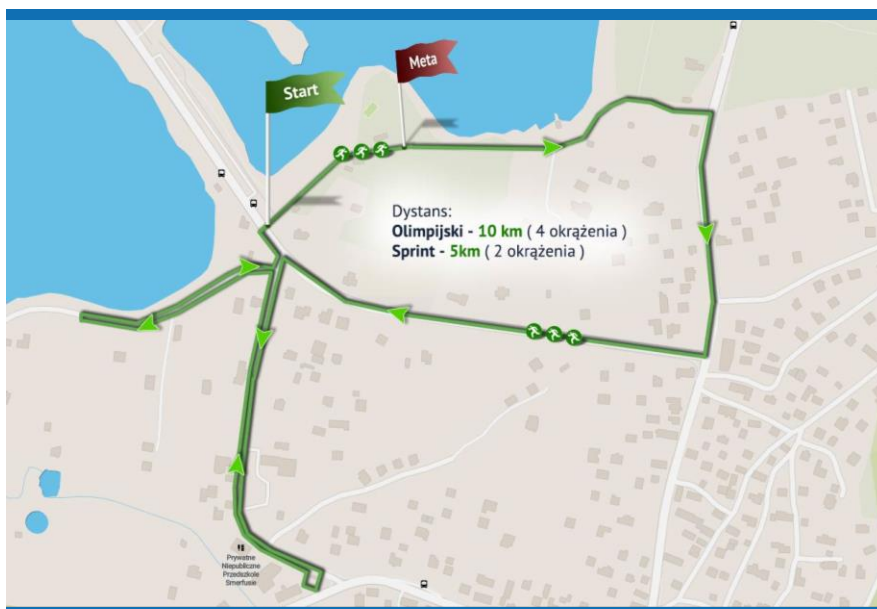 Start
Meta
Dystans:
Olimpijski - 10 km ( 4 okrążenia )
Sprint - 5km ( 2 okrążenia )
Prywatne
Niepubliczne
Przedszkole
Smerfusie